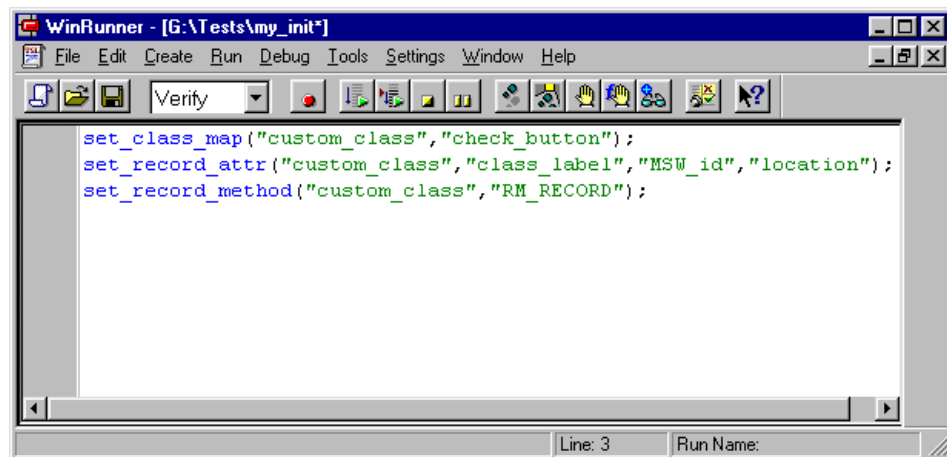 WinRunner - [G:\Tests\my_init*]
File Edit Create Run Debug Tools Settings Window Help
Verify
set_class_map("custom_class","check_button");
set_record_attr("custom_class","class_label","MSW_id","location");
set_record_method("custom_class","RM_RECORD");
Line: 3 Run Name: